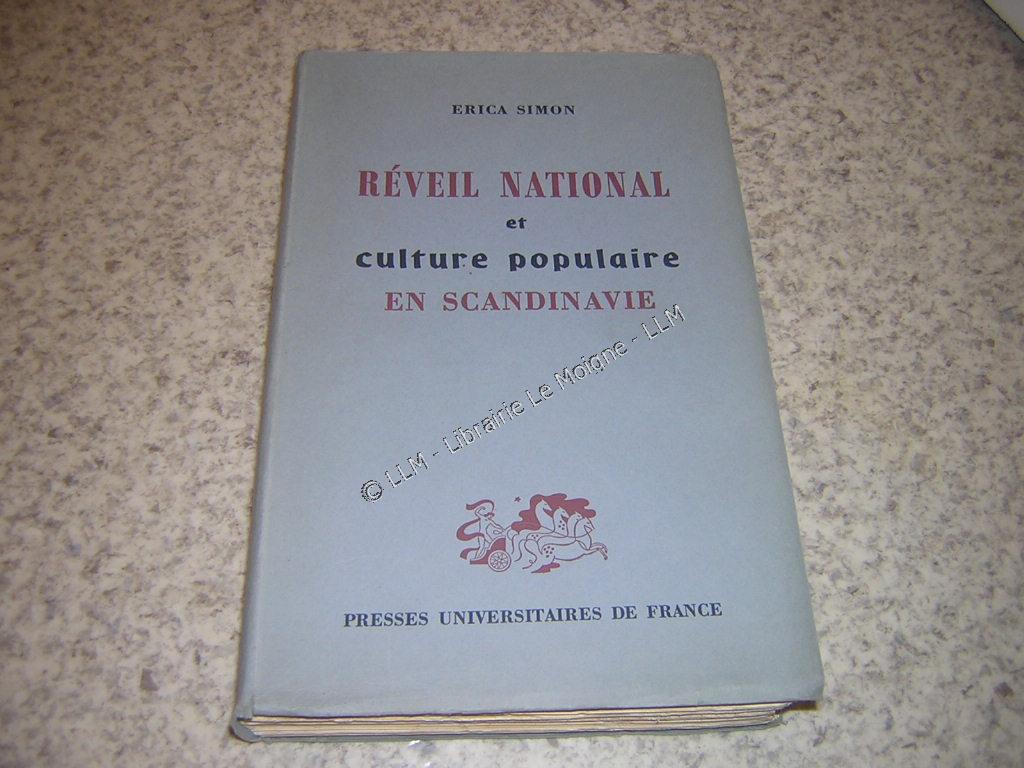 ERICA SIMON
RÉVEIL NATIONAL
et
culture populaire
EN SCANDINAVIE
© LLM - Librairie Le Moigne - LLM
PRESSES UNIVERSITAIRES DE FRANCE